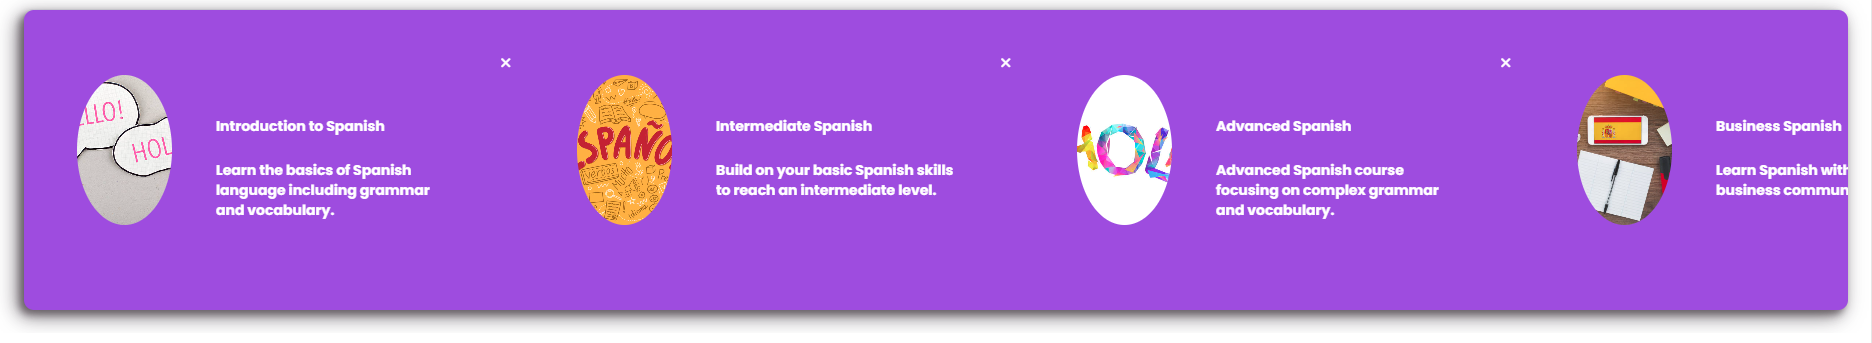 LLO!
HOL
Introduction to Spanish
Learn the basics of Spanish
language including grammar
and vocabulary.
×
SPAÑO
verbos
Intermediate Spanish
Build on your basic Spanish skills
to reach an intermediate level.
×
HOL
Advanced Spanish
Advanced Spanish course
focusing on complex grammar
and vocabulary.
×
Business Spanish
Learn Spanish with
business commun